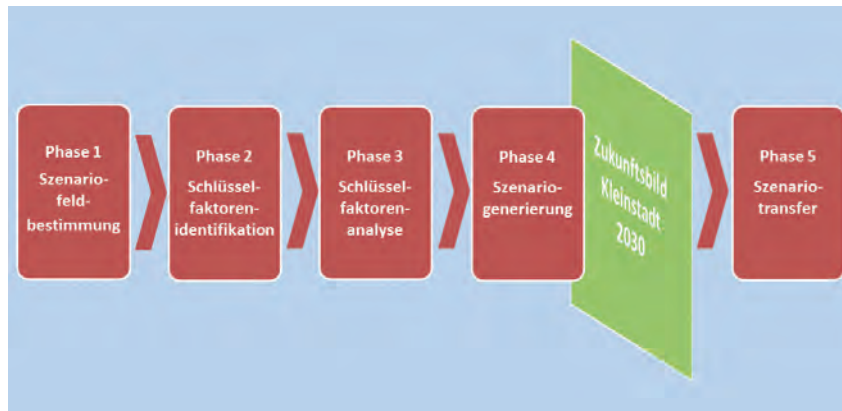 Phase 1
Szenario-
feld-
bestimmung
Phase 2
Schlüssel-
faktoren-
identifikation
Phase 3
Schlüssel-
faktoren-
analyse
Phase 4
Szenario-
generierung
Zukunftsbild
Kleinstadt
2030
Phase 5
Szenario-
transfer